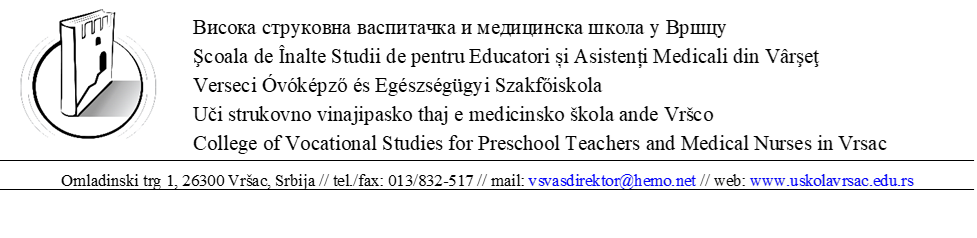 Висока струковна васпитачка и медицинска школа у Вршцу
Şcoala de Înalte Studii de pentru Educatori și Asistenți Medicali din Vârşeţ
Verseci Óvóképző és Egészségügyi Szakfőiskola
Uči strukovno vinajipasko thaj e medicinsko škola ande Vršco
College of Vocational Studies for Preschool Teachers and Medical Nurses in Vrsac
Omladinski trg 1, 26300 Vršac, Srbija // tel./fax: 013/832-517 // mail: vsvasdirektor@hemo.net // web: www.uskolavrsac.edu.rs